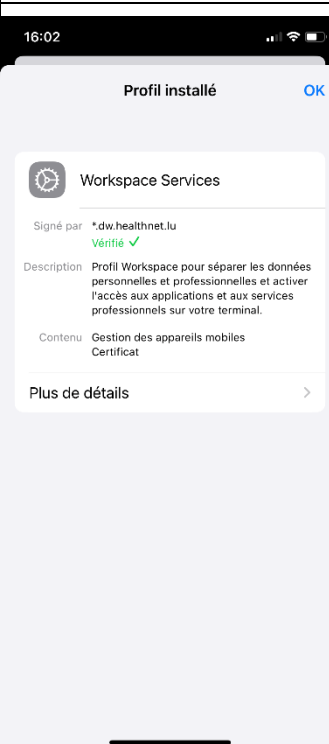 16:02
Profil installé
OK
Workspace Services
Signé par *.dw.healthnet.lu
Vérifié ✓
Description Profil Workspace pour séparer les données
personnelles et professionnelles et activer
l'accès aux applications et aux services
professionnels sur votre terminal.
Contenu Gestion des appareils mobiles
Certificat
Plus de détails